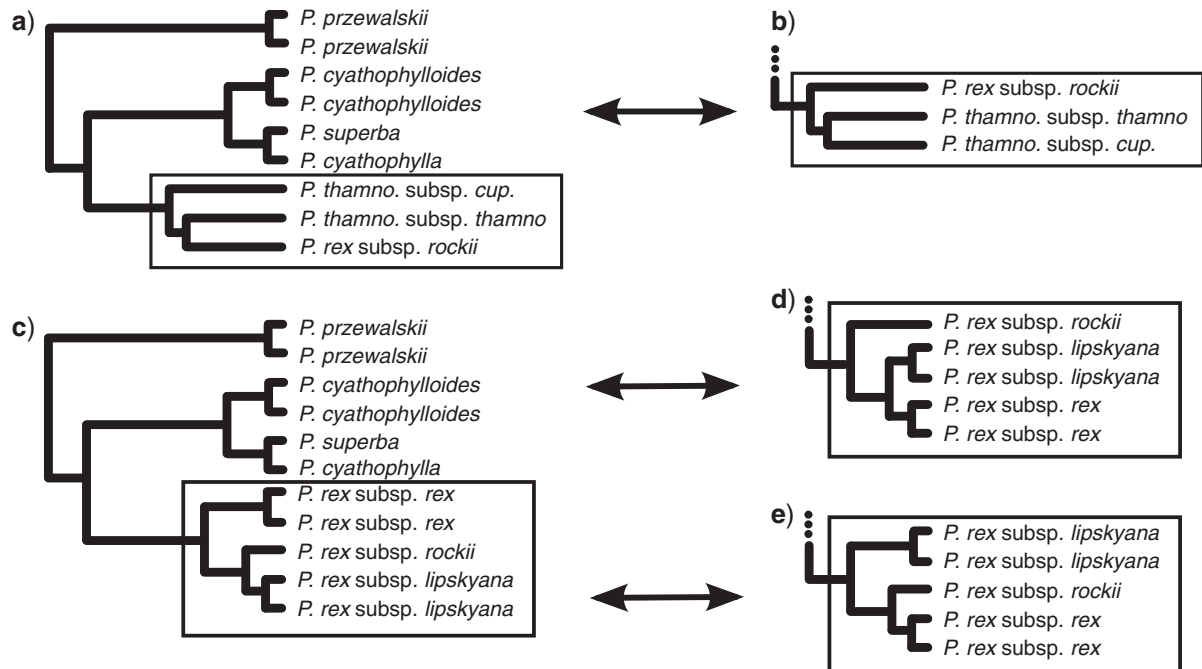 a)
P. przewalskii
P. przewalskii
P. cyathophylloides
P. cyathophylloides
P. superba
P. cyathophylla
P. thamno. subsp. cup.
P. thamno. subsp. thamno
P. rex subsp. rockii
b)
P. rex subsp. rockii
P. thamno. subsp. thamno
P. thamno. subsp. cup.
c)
P. przewalskii
P. przewalskii
P. cyathophylloides
P. cyathophylloides
P. superba
P. cyathophylla
P. rex subsp. rex
P. rex subsp. rex
P. rex subsp. rockii
P. rex subsp. lipskyana
P. rex subsp. lipskyana
d)
P. rex subsp. rockii
P. rex subsp. lipskyana
P. rex subsp. lipskyana
P. rex subsp. rex
P. rex subsp. rex
e)
P. rex subsp. lipskyana
P. rex subsp. lipskyana
P. rex subsp. rockii
P. rex subsp. rex
P. rex subsp. rex